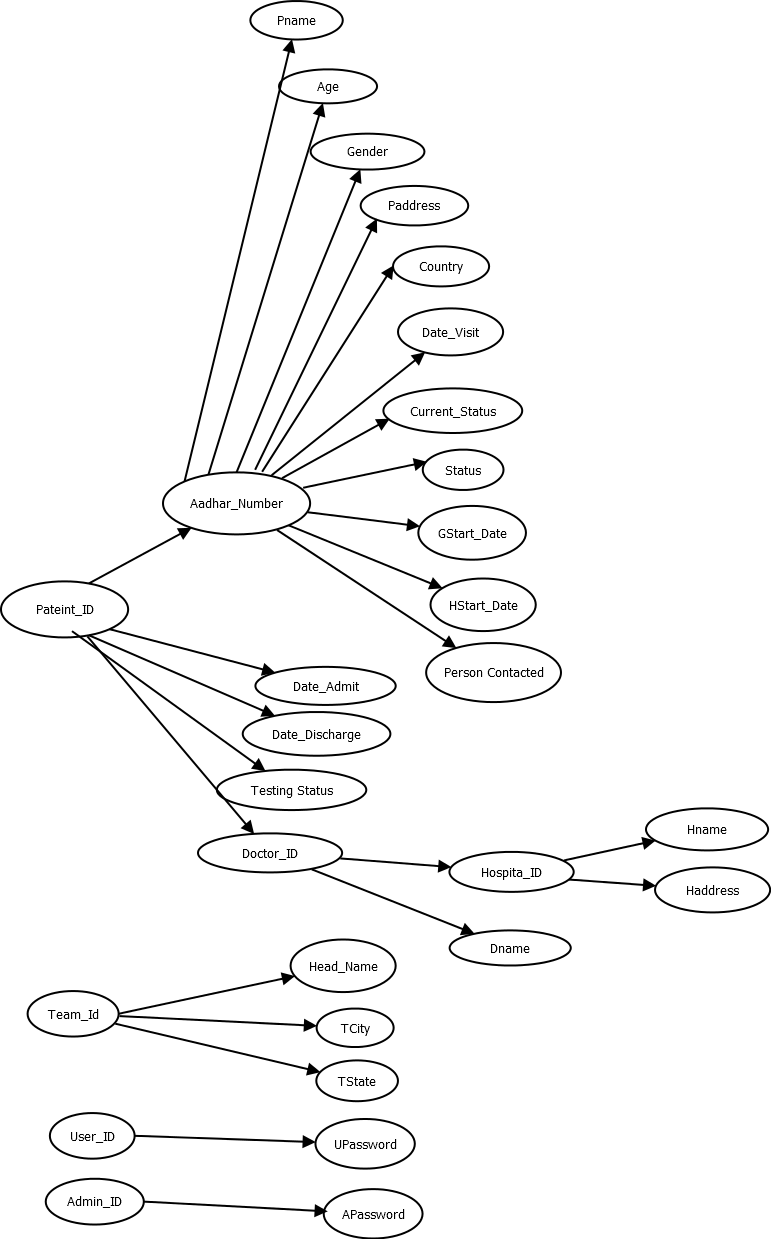 Pname
Age
Gender
Paddress
Country
Date_Visit
Current_Status
Status
Aadhar_Number
GStart_Date
HStart_Date
Pateint_ID
Person Contacted
Date_Admit
Date_Discharge
Testing Status
Hname
Doctor_ID
Hospita_ID
Haddress
Dname
Head_Name
Team_Id
TCity
TState
User_ID
UPassword
Admin_ID
APassword